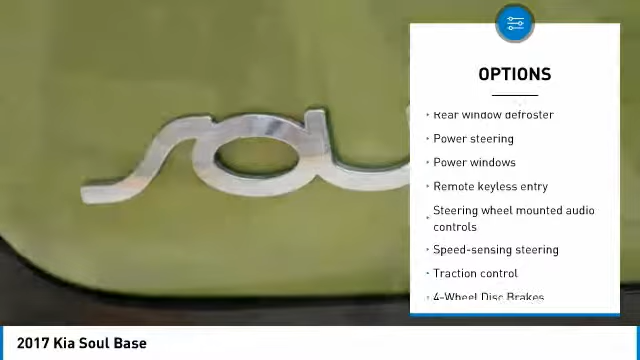 soul
OPTIONS
Rear window defroster
Power steering
Power windows
Remote keyless entry
Steering wheel mounted audio
controls
Speed-sensing steering
Traction control
4-Wheel Disc Brakes
2017 Kia Soul Base